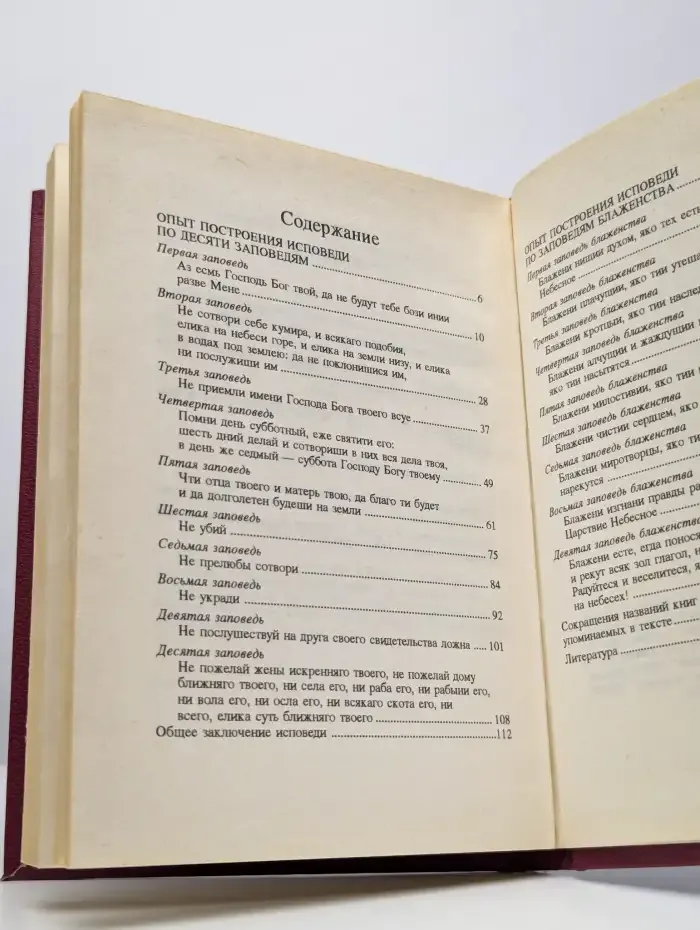 Содержание
ОПЫТ ПОСТРОЕНИЯ ИСПОВЕДИ
ПО ДЕСЯТИ ЗАПОВЕДЯМ ........ 6
Первая заповедь
Аз есмь Господь Бог твой, да не будут тебе бози инии
разве Мене ........ 10
Вторая заповедь
Не сотвори себе кумира, и всякаго подобия,
елика на небеси горе, и елика на земли низу, и елика
в водах под землею: да не поклонишися им,
ни послужиши им ........ 28
Третья заповедь
Не приемли имени Господа Бога твоего всуе ........ 37
Четвертая заповедь
Помни день субботный, еже святити его:
шесть дний делай и сотвориши в них вся дела твоя,
в день же седмый — суббота Господу Богу твоему ........ 49
Пятая заповедь
Чти отца твоего и матерь твою, да благо ти будет
и да долголетен будеши на земли ........ 61
Шестая заповедь
Не убий ........ 75
Седьмая заповедь
Не прелюбы сотвори ........ 84
Восьмая заповедь
Не укради ........ 92
Девятая заповедь
Не послушествуй на друга своего свидетельства ложна ..... 101
Десятая заповедь
Не пожелай жены искренняго твоего, не пожелай дому
ближняго твоего, ни села его, ни раба его, ни рабыни его,
ни вола его, ни осла его, ни всякаго скота его, ни
всего, елика суть ближняго твоего ........ 108
Общее заключение исповеди ........ 112
ОПЫТ ПОСТРОЕНИЯ ИСПОВЕДИ
ПО ЗАПОВЕДЯМ БЛАЖЕНСТВА ........
Первая заповедь блаженства
Блажени нищии духом, яко тех есть
Небесное ........
Вторая заповедь блаженства
Блажени плачущии, яко тии утеша
Третья заповедь блаженства
Блажени кротции, яко тии наслед
Четвертая заповедь блаженства
Блажени алчущии и жаждущии
яко тии насытятся ........
Пятая заповедь блаженства
Блажени милостивии, яко тии
Шестая заповедь блаженства
Блажени чистии сердцем, яко
Седьмая заповедь блаженства
Блажени миротворцы, яко ти
нарекутся ........
Восьмая заповедь блаженства
Блажени изгнани правды ра
Царствие Небесное ........
Девятая заповедь блаженства
Блажени есте, егда понося
и рекут всяк зол глагол, н
Радуйтеся и веселитеся, я
на небесех! ........
Сокращения названий книг
упоминаемых в тексте ........
Литература ........